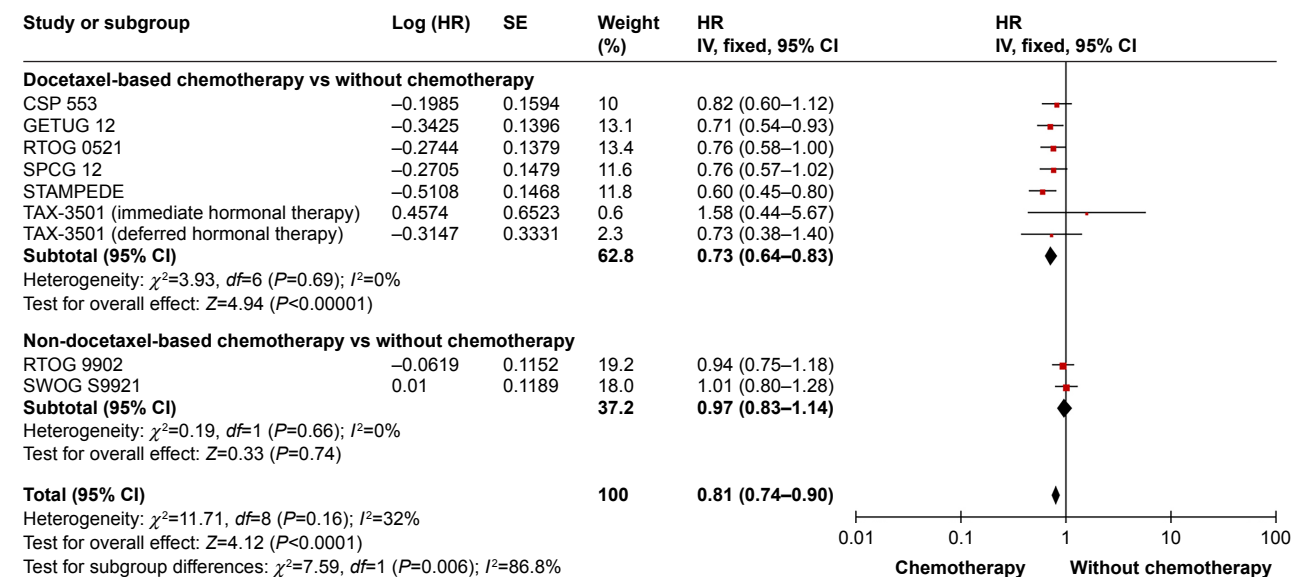 Study or subgroup Log (HR) SE Weight (%) HR IV, fixed, 95% CI HR IV, fixed, 95% CI
Docetaxel-based chemotherapy vs without chemotherapy
CSP 553 –0.1985 0.1594 10 0.82 (0.60–1.12)
GETUG 12 –0.3425 0.1396 13.1 0.71 (0.54–0.93)
RTOG 0521 –0.2744 0.1379 13.4 0.76 (0.58–1.00)
SPCG 12 –0.2705 0.1479 11.6 0.76 (0.57–1.02)
STAMPEDE –0.5108 0.1468 11.8 0.60 (0.45–0.80)
TAX-3501 (immediate hormonal therapy) 0.4574 0.6523 0.6 1.58 (0.44–5.67)
TAX-3501 (deferred hormonal therapy) –0.3147 0.3331 2.3 0.73 (0.38–1.40)
Subtotal (95% CI) 62.8 0.73 (0.64–0.83)
Heterogeneity: χ²=3.93, df=6 (P=0.69); I²=0%
Test for overall effect: Z=4.94 (P<0.00001)
Non-docetaxel-based chemotherapy vs without chemotherapy
RTOG 9902 –0.0619 0.1152 19.2 0.94 (0.75–1.18)
SWOG S9921 0.01 0.1189 18.0 1.01 (0.80–1.28)
Subtotal (95% CI) 37.2 0.97 (0.83–1.14)
Heterogeneity: χ²=0.19, df=1 (P=0.66); I²=0%
Test for overall effect: Z=0.33 (P=0.74)
Total (95% CI) 100 0.81 (0.74–0.90)
Heterogeneity: χ²=11.71, df=8 (P=0.16); I²=32%
Test for overall effect: Z=4.12 (P<0.0001)
Test for subgroup differences: χ²=7.59, df=1 (P=0.006); I²=86.8%
0.01 0.1 1 10 100
Chemotherapy Without chemotherapy